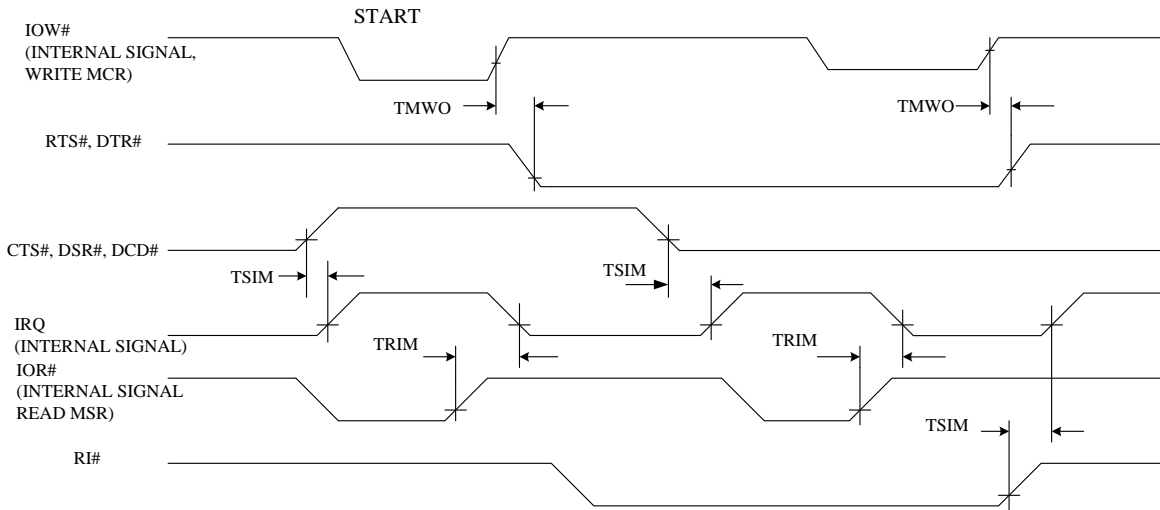 START
IOW#
(INTERNAL SIGNAL,
WRITE MCR)
TMWO
TMWO
RTS#, DTR#
CTS#, DSR#, DCD#
TSIM
TSIM
IRQ
(INTERNAL SIGNAL)
TRIM
TRIM
IOR#
(INTERNAL SIGNAL
READ MSR)
TSIM
RI#